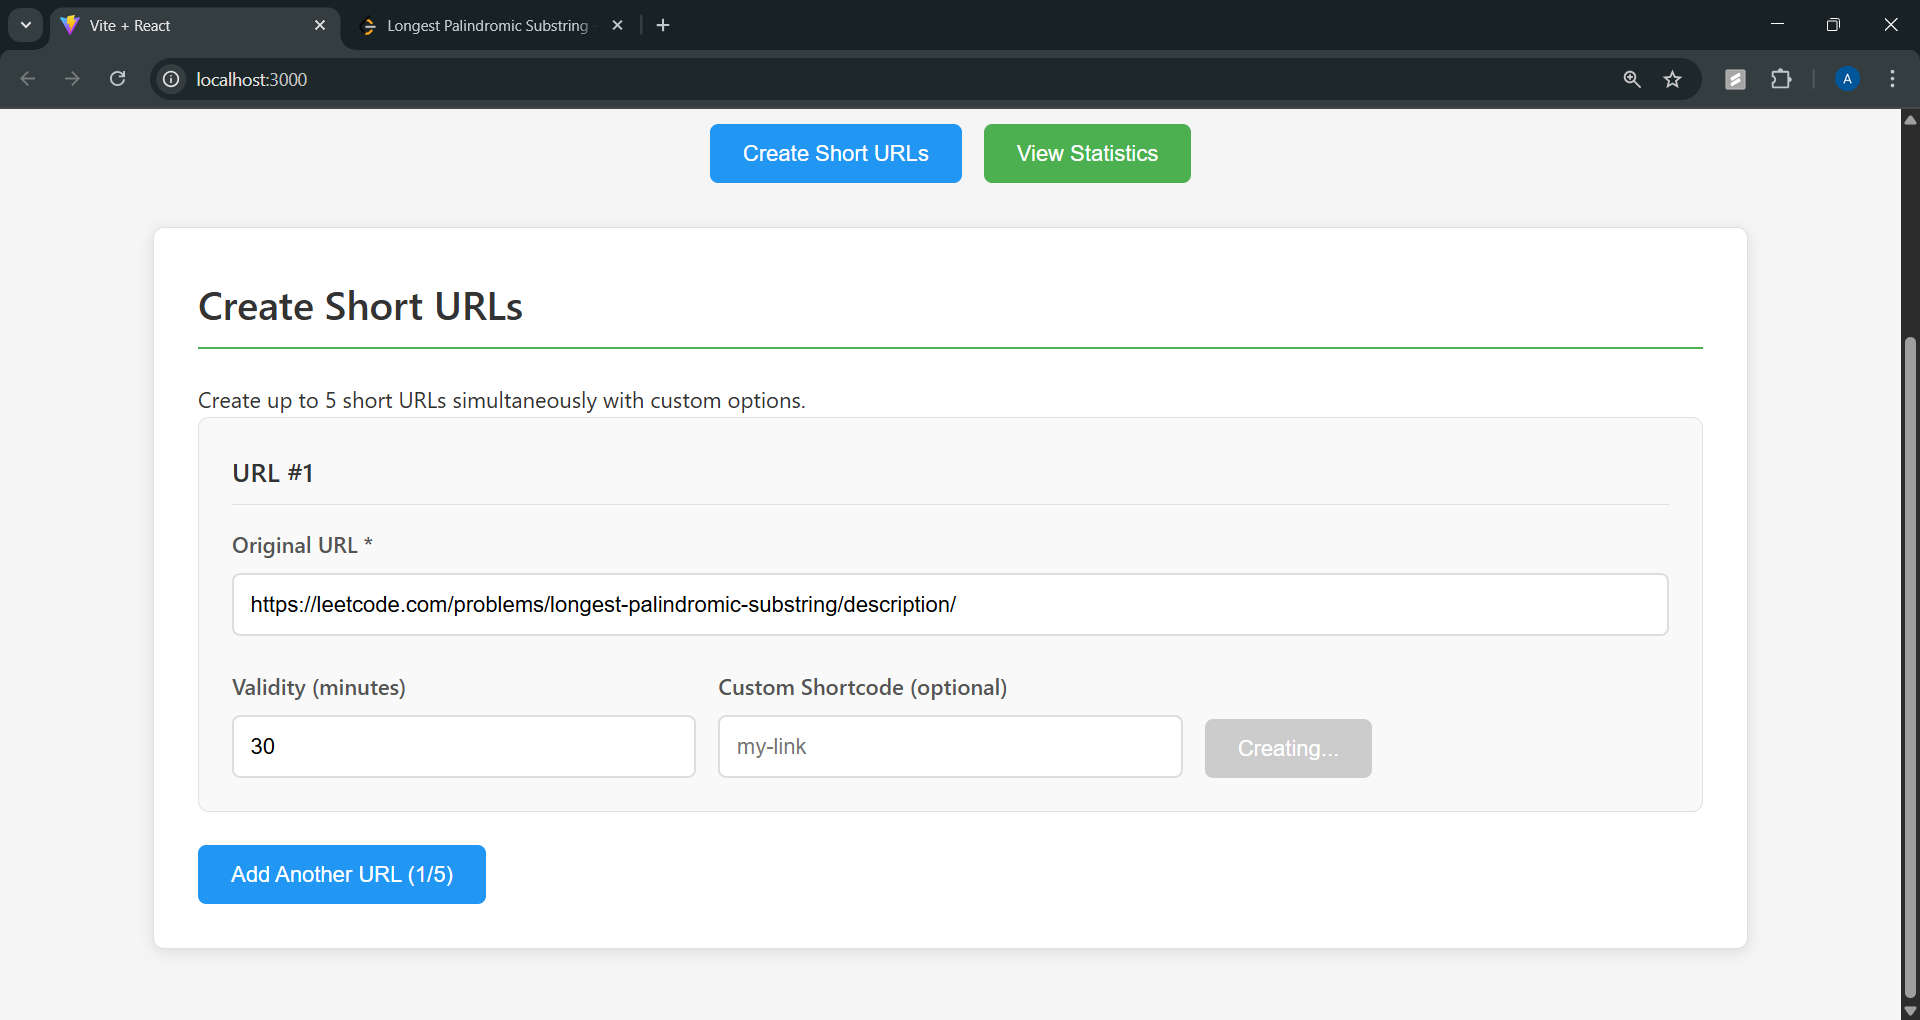 Vite + React
Longest Palindromic Substring
localhost:3000
A
Create Short URLs
View Statistics
Create Short URLs
Create up to 5 short URLs simultaneously with custom options.
URL #1
Original URL *
https://leetcode.com/problems/longest-palindromic-substring/description/
Validity (minutes)
Custom Shortcode (optional)
30
my-link
Creating...
Add Another URL (1/5)